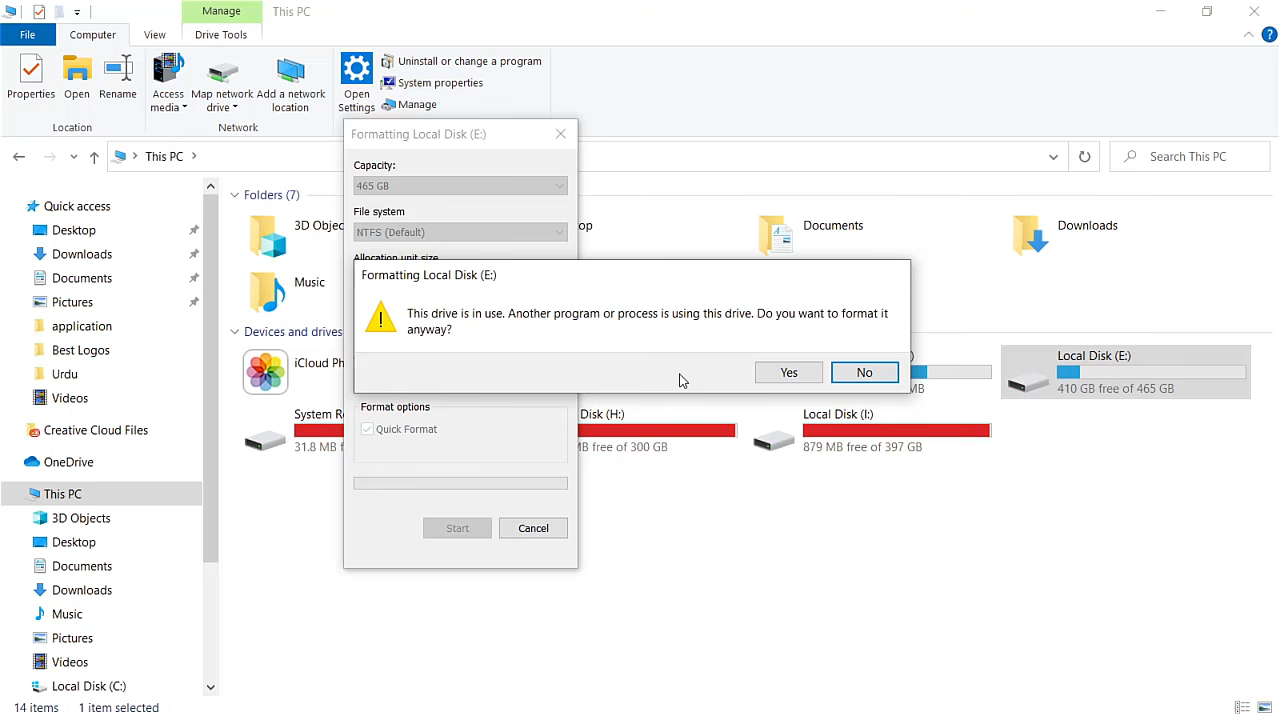 Manage
This PC
File
Computer
View
Drive Tools
Properties
Open
Rename
Access media
Map network drive
Add a network location
Open Settings
Uninstall or change a program
System properties
Manage
Location
Network
This PC
Search This PC
Quick access
Desktop
Downloads
Documents
Pictures
application
Best Logos
Urdu
Videos
Creative Cloud Files
OneDrive
This PC
3D Objects
Desktop
Documents
Downloads
Music
Pictures
Videos
Local Disk (C:)
Folders (7)
Documents
Downloads
Music
Devices and drives
Local Disk (E:)
410 GB free of 465 GB
Disk (H:)
free of 300 GB
Local Disk (I:)
879 MB free of 397 GB
31.8 MB
Formatting Local Disk (E:)
Capacity:
465 GB
File system
NTFS (Default)
Allocation unit size
Formatting Local Disk (E:)
This drive is in use. Another program or process is using this drive. Do you want to format it
anyway?
Yes
No
Format options
Quick Format
Start
Cancel
14 items
1 item selected